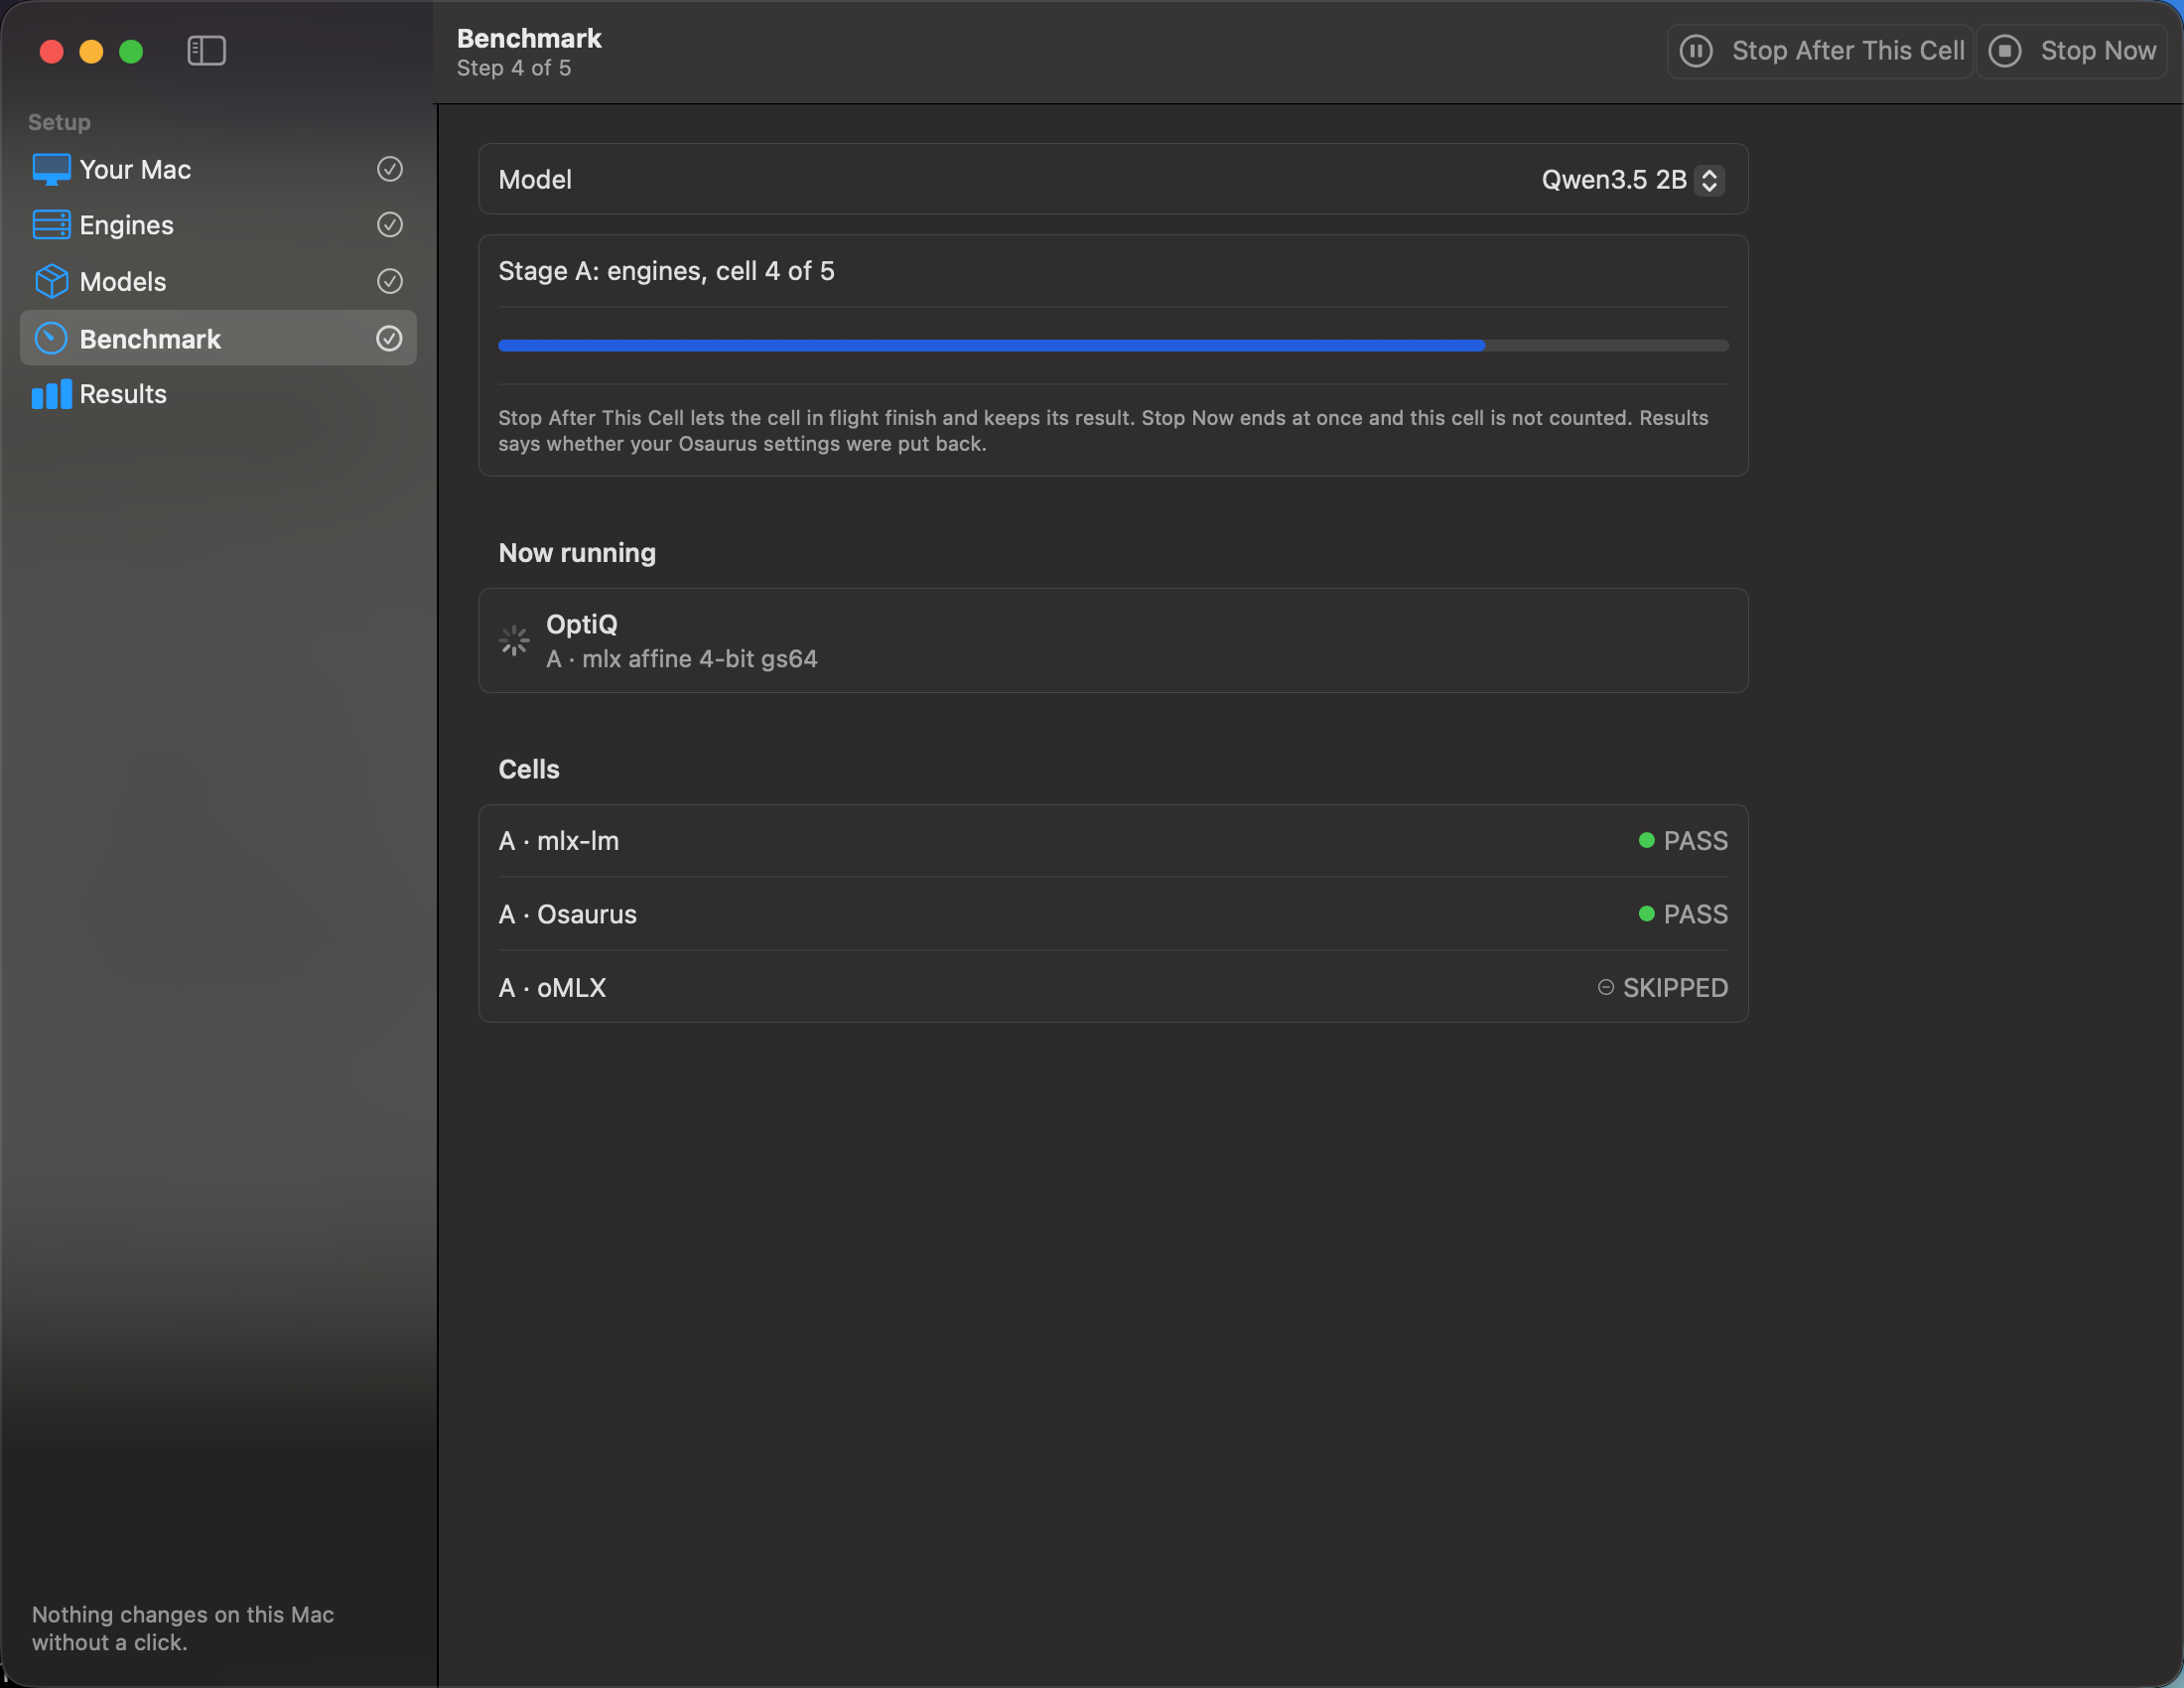 Setup
Your Mac
Engines
Models
Benchmark
Results
Nothing changes on this Mac
without a click.
Benchmark
Step 4 of 5
Stop After This Cell
Stop Now
Model
Qwen3.5 2B
Stage A: engines, cell 4 of 5
Stop After This Cell lets the cell in flight finish and keeps its result. Stop Now ends at once and this cell is not counted. Results
says whether your Osaurus settings were put back.
Now running
OptiQ
A · mlx affine 4-bit gs64
Cells
A · mlx-lm
PASS
A · Osaurus
PASS
A · oMLX
SKIPPED